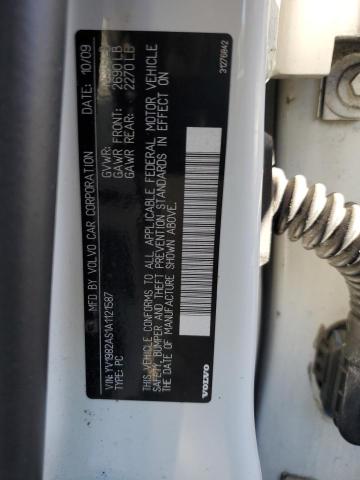 MFD BY VOLVO CAR CORPORATION DATE: 10/09
GVWR:
GAWR FRONT: 2690 LB
GAWR REAR: 2270 LB
THIS VEHICLE CONFORMS TO ALL APPLICABLE FEDERAL MOTOR VEHICLE
SAFETY, BUMPER AND THEFT PREVENTION STANDARDS IN EFFECT ON
THE DATE OF MANUFACTURE SHOWN ABOVE.
VIN: YV1982AS1A1121587
TYPE: PC
VOLVO
31276842